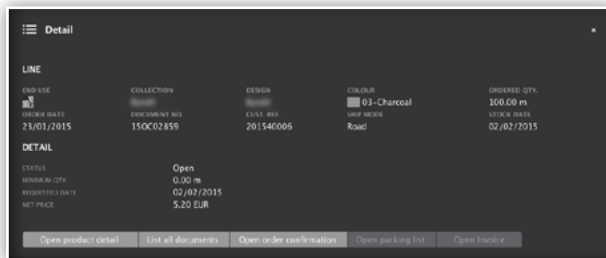 Detail
×
LINE
END USE COLLECTION DESIGN COLOUR ORDERED QTY.
03-Charcoal 100.00 m
ORDER DATE DOCUMENT NO CUST. REF. SHIP MODE STOCK DATE
23/01/2015 15OC02859 201540006 Road 02/02/2015
DETAIL
STATUS Open
MINIMUM QTY 0.00 m
REQUESTED DATE 02/02/2015
NET PRICE 5.20 EUR
Open product detail List all documents Open order confirmation Open packing list Open Invoice